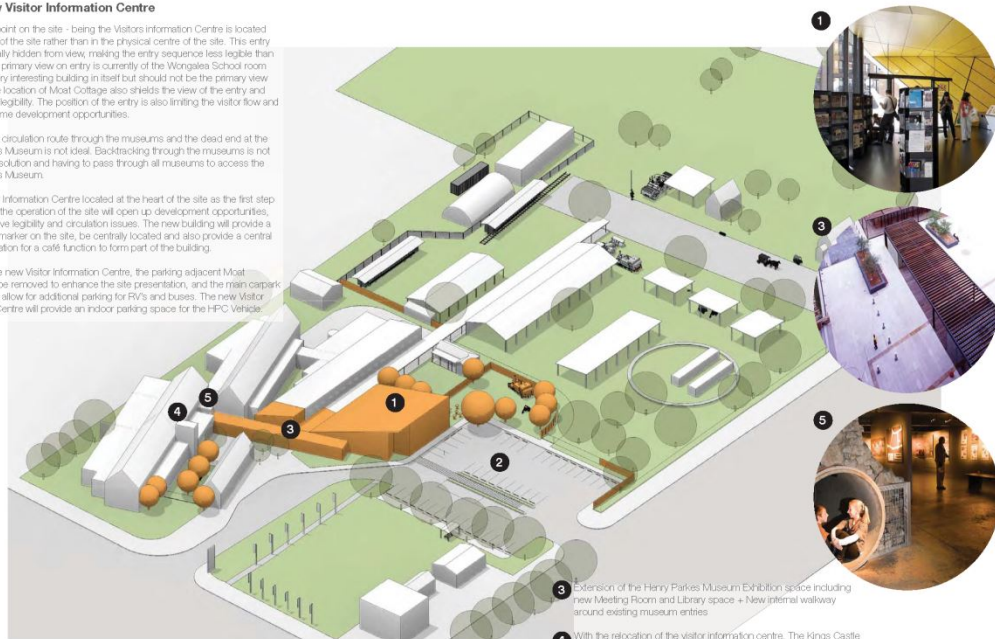 Visitor Information Centre
point on the site - being the Visitors information Centre is located
of the site rather than in the physical centre of the site. This entry
hidden from view, making the entry sequence less legible than
primary view on entry is currently of the Wongalea School room
interesting building in itself but should not be the primary view
location of Moat Cottage also shields the view of the entry and
legibility. The position of the entry is also limiting the visitor flow and
development opportunities.
circulation route through the museums and the dead end at the
Museum is not ideal. Backtracking through the museums is not
solution and having to pass through all museums to access the
Museum.
Information Centre located at the heart of the site as the first step
the operation of the site will open up development opportunities,
legibility and circulation issues. The new building will provide a
marker on the site, be centrally located and also provide a central
for a café function to form part of the building.
new Visitor Information Centre, the parking adjacent Moat
be removed to enhance the site presentation, and the main carpark
allow for additional parking for RV's and buses. The new Visitor
Centre will provide an indoor parking space for the HPC Vehicle.
1
3
5
1
2
3
4
5
3 Extension of the Henry Parkes Museum Exhibition space including
new Meeting Room and Library space + New internal walkway
around existing museum entries
4 With the relocation of the visitor information centre, The Kings Castle